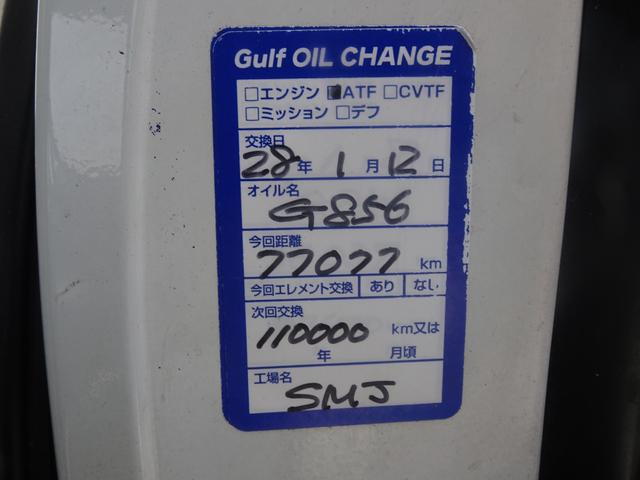 Gulf OIL CHANGE
□エンジン ■ATF □CVTF
□ミッション □デフ
交換日
28年 1月 12日
オイル名
G856
今回距離
77077 km
今回エレメント交換 あり なし
次回交換
110000 km又は
年 月頃
工場名
SMJ